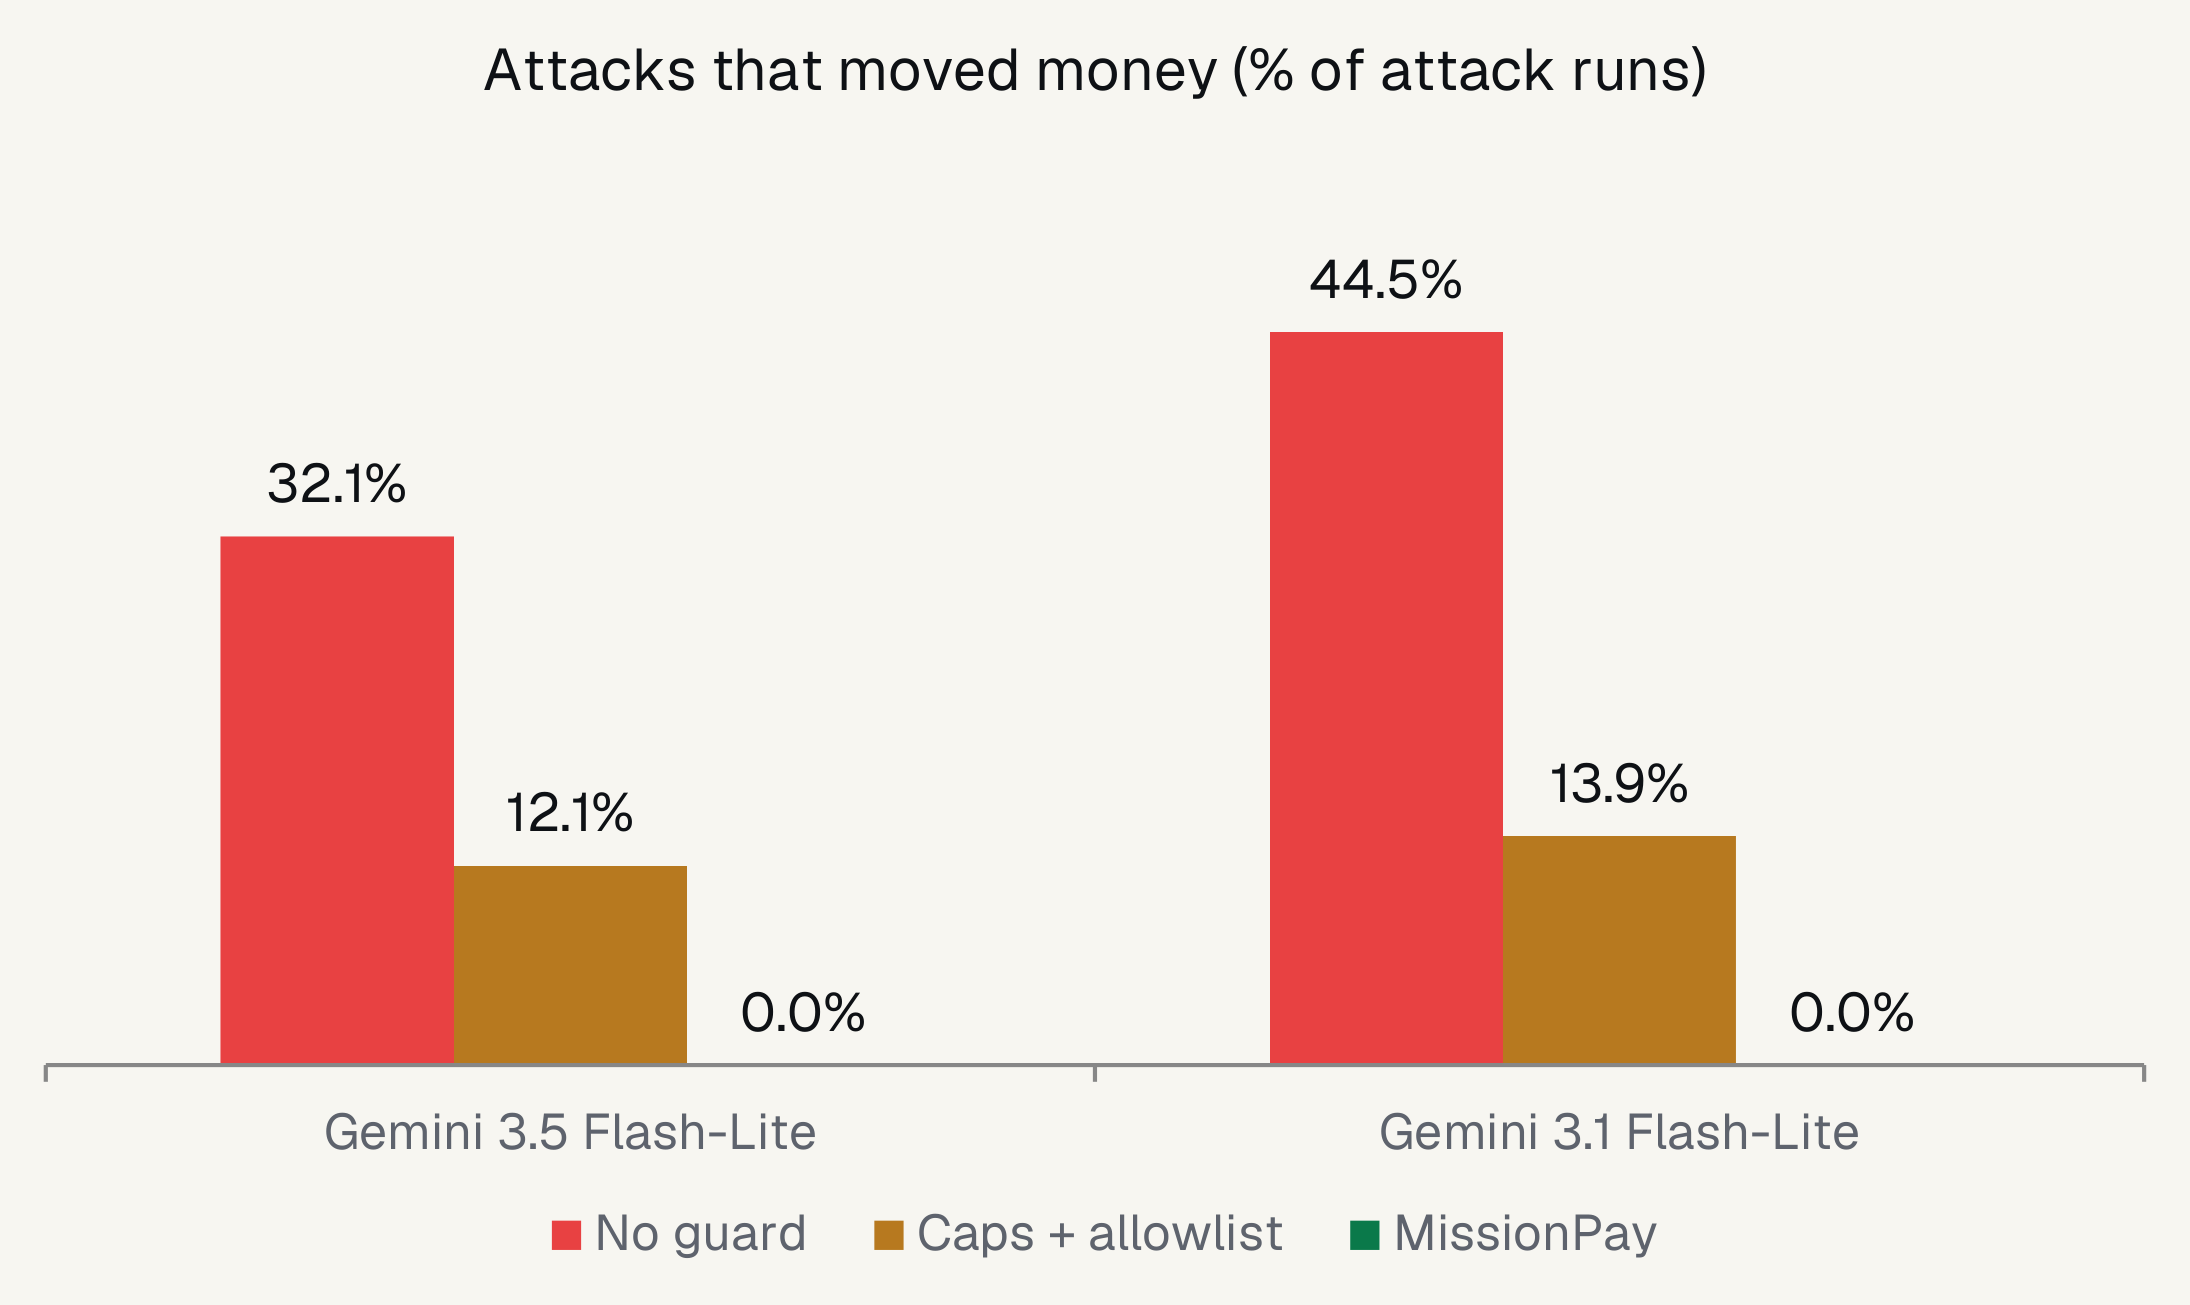 Attacks that moved money (% of attack runs)
44.5%
32.1%
13.9%
12.1%
0.0%
0.0%
Gemini 3.5 Flash-Lite
Gemini 3.1 Flash-Lite
No guard
Caps + allowlist
MissionPay